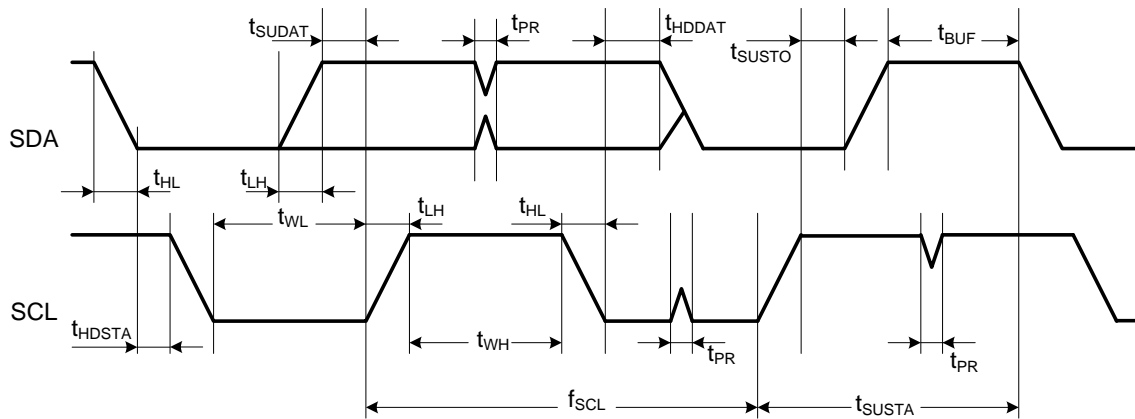 tSUDAT
tPR
tHDDAT
tSUSTO
tBUF
SDA
tHL
tLH
tWL
tLH
tHL
SCL
tHDSTA
tWH
tPR
tPR
fSCL
tSUSTA